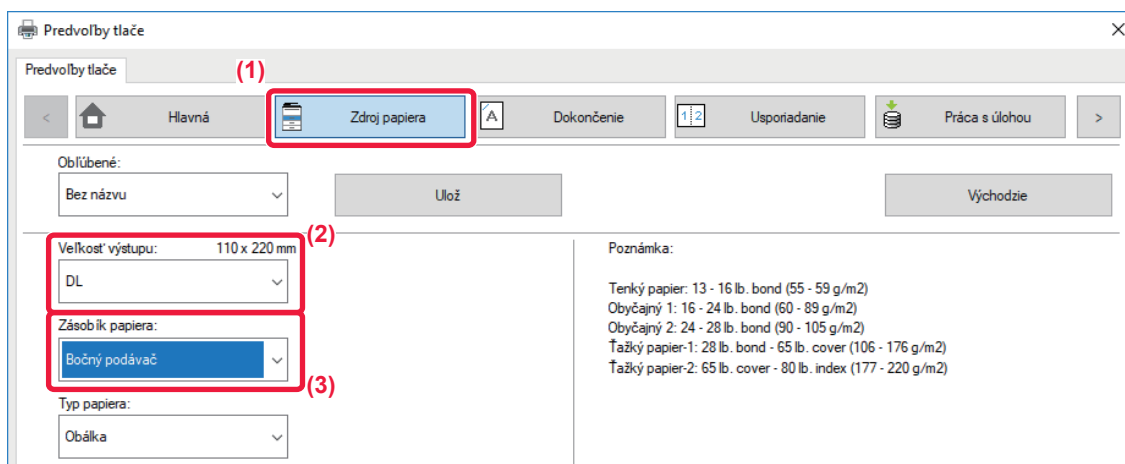 Predvoľby tlače
Predvoľby tlače
(1)
< Hlavná Zdroj papiera A Dokončenie 1 2 Usporiadanie Práca s úlohou >
Obľúbené:
Bez názvu Ulož Východzie
(2)
Veľkosť výstupu: 110 x 220 mm
DL
Zásobík papiera:
Bočný podávač
(3)
Typ papiera:
Obálka
Poznámka:
Tenký papier: 13 - 16 lb. bond (55 - 59 g/m2)
Obyčajný 1: 16 - 24 lb. bond (60 - 89 g/m2)
Obyčajný 2: 24 - 28 lb. bond (90 - 105 g/m2)
Ťažký papier-1: 28 lb. bond - 65 lb. cover (106 - 176 g/m2)
Ťažký papier-2: 65 lb. cover - 80 lb. index (177 - 220 g/m2)